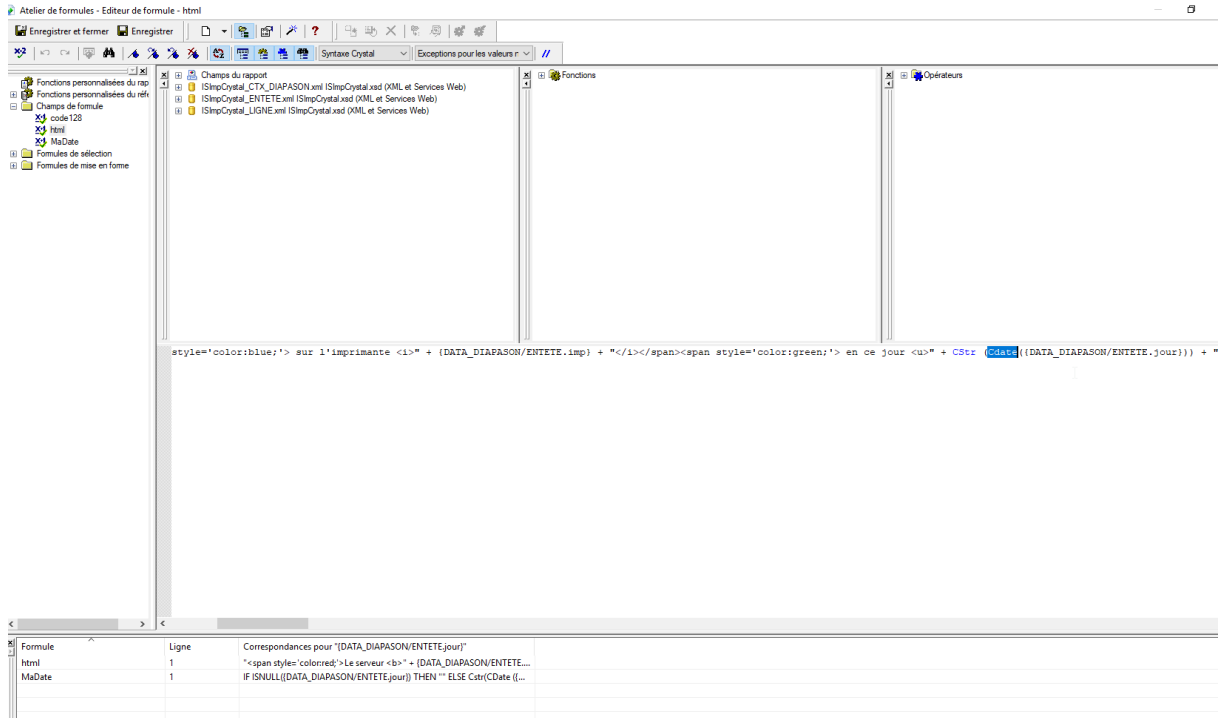 Atelier de formules - Editeur de formule - html
Enregistrer et fermer Enregistrer
Syntaxe Crystal Exceptions pour les valeurs r
Fonctions personnalisées du rap
Fonctions personnalisées du réfe
Champs de formule
code128
html
MaDate
Formules de sélection
Formules de mise en forme
Champs du rapport
ISImpCrystal_CTX_DIAPASON.xml ISImpCrystal.xsd (XML et Services Web)
ISImpCrystal_ENTETE.xml ISImpCrystal.xsd (XML et Services Web)
ISImpCrystal_LIGNE.xml ISImpCrystal.xsd (XML et Services Web)
Fonctions
Opérateurs
style='color:blue;'> sur l'imprimante <i>" + {DATA_DIAPASON/ENTETE.imp} + "</i></span><span style='color:green;'> en ce jour <u>" + CStr (Cdate({DATA_DIAPASON/ENTETE.jour})) + "
Formule Ligne Correspondances pour "{DATA_DIAPASON/ENTETE.jour}"
html 1 "<span style='color:red;'>Le serveur <b>" + {DATA_DIAPASON/ENTETE....
MaDate 1 IF ISNULL({DATA_DIAPASON/ENTETE.jour}) THEN "" ELSE Cstr(CDate ({...